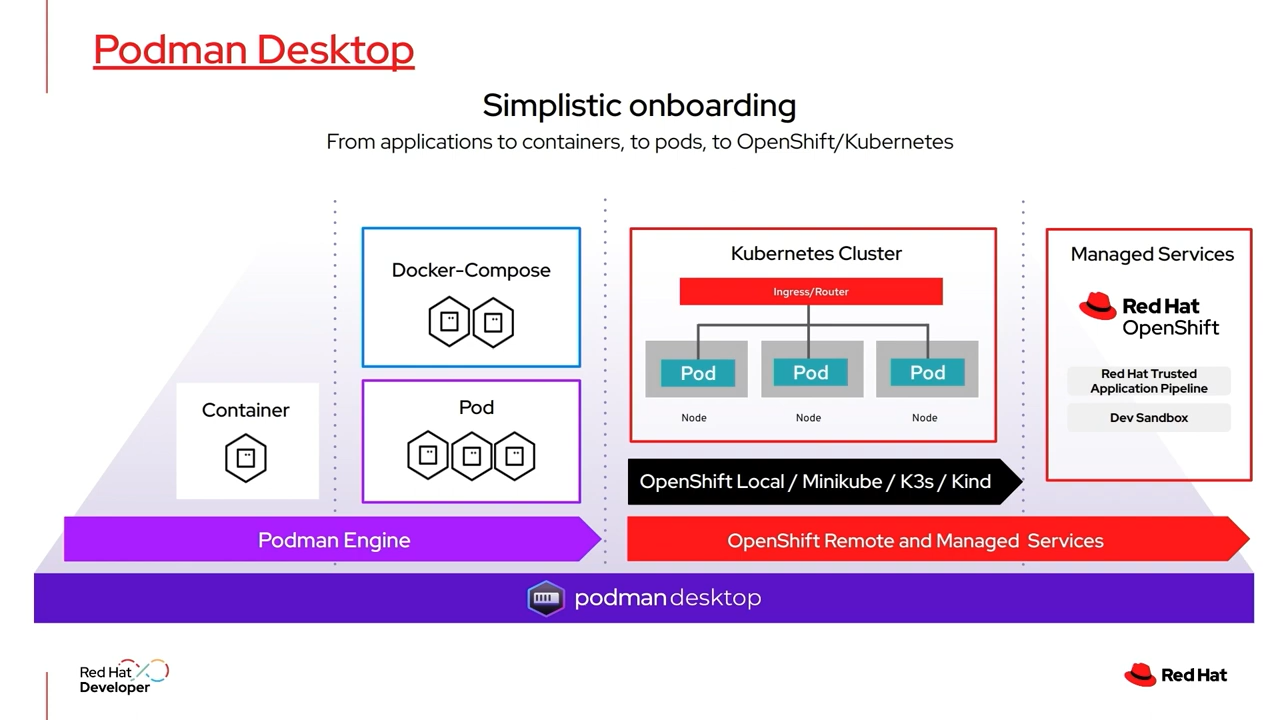 Podman Desktop
Simplistic onboarding
From applications to containers, to pods, to OpenShift/Kubernetes
Container
Docker-Compose
Pod
Kubernetes Cluster
Ingress/Router
Pod
Pod
Pod
Node
Node
Node
Managed Services
Red Hat
OpenShift
Red Hat Trusted
Application Pipeline
Dev Sandbox
OpenShift Local / Minikube / K3s / Kind
Podman Engine
OpenShift Remote and Managed Services
podman desktop
Red Hat
Developer
Red Hat